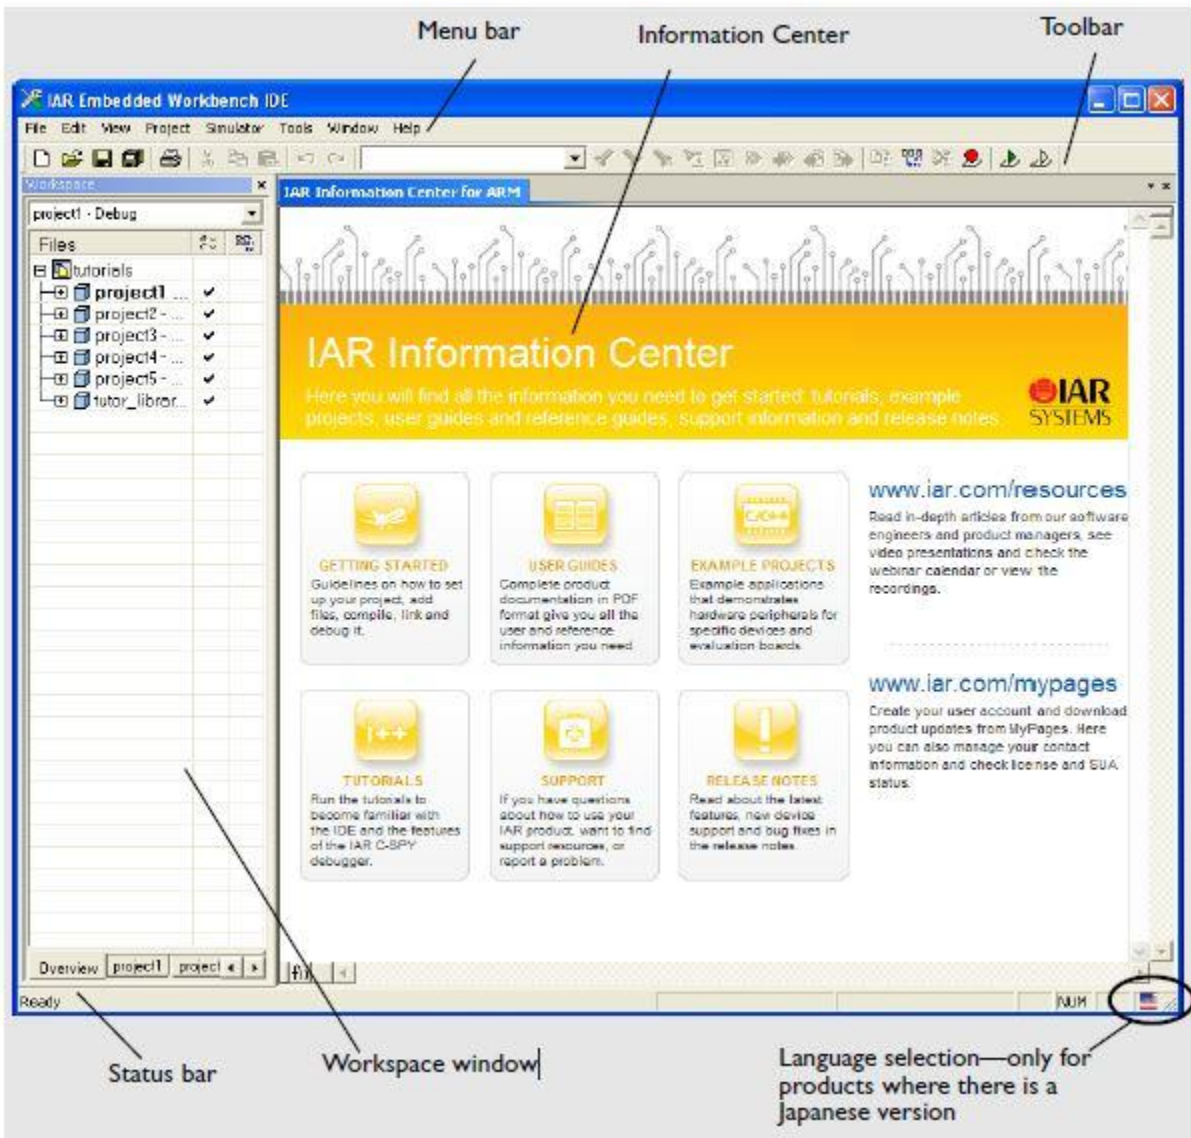 Menu bar
Information Center
Toolbar
IAR Embedded Workbench IDE
File Edit View Project Simulator Tools Window Help
Workspace
IAR Information Center for ARM
project1 - Debug
Files
tutorials
project1 ...
project2 - ...
project3 - ...
project4 - ...
project5 - ...
tutor_librar...
IAR Information Center
Here you will find all the information you need to get started: tutorials, example
projects, user guides and reference guides, support information and release notes.
IAR
SYSTEMS
C/C++
GETTING STARTED
Guidelines on how to set
up your project, add
files, compile, link and
debug it.
USER GUIDES
Complete product
documentation in PDF
format give you all the
user and reference
information you need
EXAMPLE PROJECTS
Example applications
that demonstrates
hardware peripherals for
specific devices and
evaluation boards
www.iar.com/resources
Read in-depth articles from our software
engineers and product managers, see
video presentations and check the
webinar calendar or view the
recordings.
i++
TUTORIALS
Run the tutorials to
become familiar with
the IDE and the features
of the IAR C-SPY
debugger.
SUPPORT
If you have questions
about how to use your
IAR product, want to find
support resources, or
report a problem.
RELEASE NOTES
Read about the latest
features, new device
support and bug fixes in
the release notes.
www.iar.com/mypages
Create your user account and download
product updates from MyPages. Here
you can also manage your contact
information and check license and SUA
status.
Overview project1 project
Ready
NUM
Status bar
Workspace window
Language selection—only for
products where there is a
Japanese version